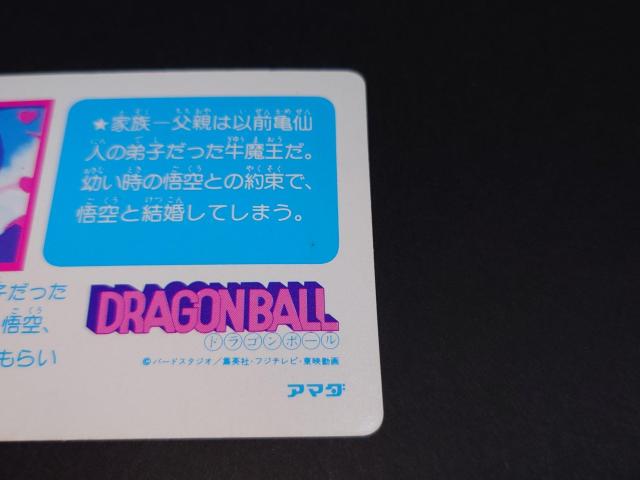 ★家族ー父親は以前亀仙
人の弟子だった牛魔王だ。
幼い時の悟空との約束で、
悟空と結婚してしまう。
子だった
悟空、
もらい
DRAGONBALL
ドラゴンボール
©バードスタジオ／集英社・フジテレビ・東映動画
アマダ